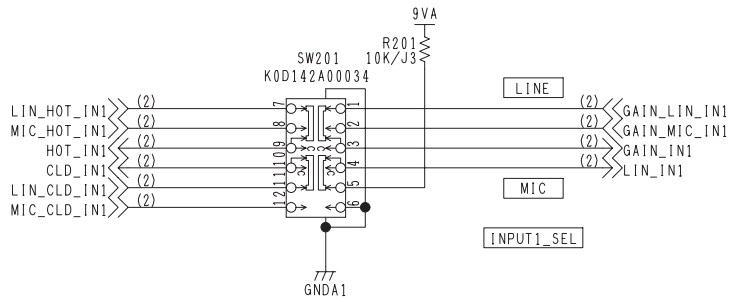 9VA
R201
10K/J3
SW201
K0D142A00034
LINE
LIN_HOT_IN1 (2) 7 1 (2) GAIN_LIN_IN1
MIC_HOT_IN1 (2) 8 2 (2) GAIN_MIC_IN1
HOT_IN1 (2) 9 3 (2) GAIN_IN1
CLD_IN1 (2) 10 4 (2) LIN_IN1
LIN_CLD_IN1 (2) 11 5
MIC
MIC_CLD_IN1 (2) 12 6
INPUT1_SEL
GNDA1